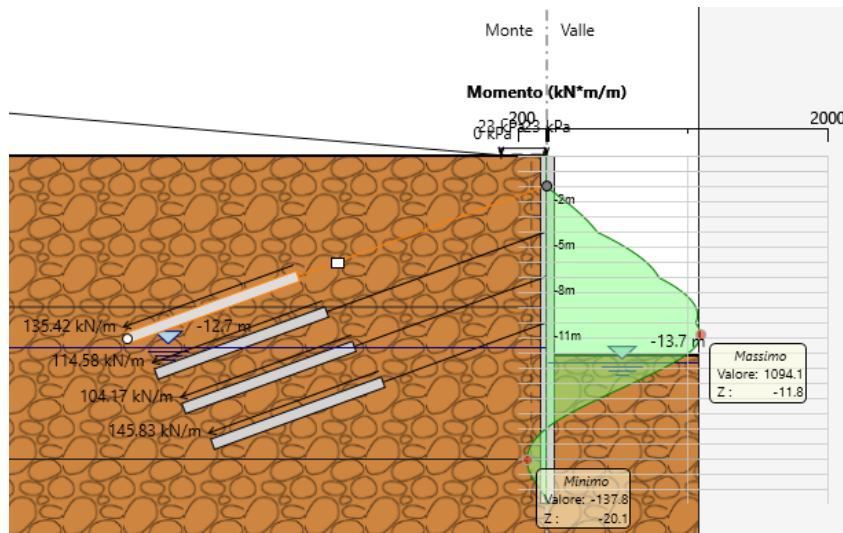 Monte
Valle
Momento (kN*m/m)
-200
2000
23 kPa
23 kPa
0 kPa
-2m
-5m
-8m
-11m
135.42 kN/m
-12.7 m
114.58 kN/m
104.17 kN/m
145.83 kN/m
-13.7 m
Massimo
Valore: 1094.1
Z : -11.8
Minimo
Valore: -137.8
Z : -20.1